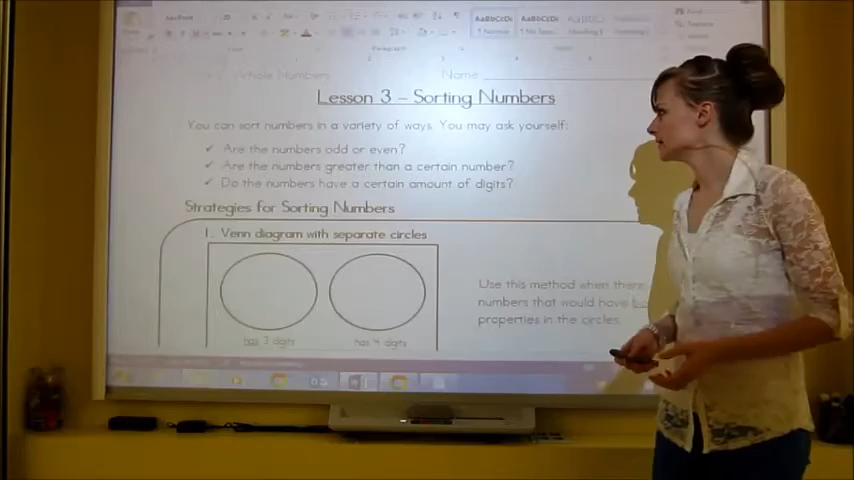 AaBbCcDc AaBbCcDc
Name
Lesson 3 – Sorting Numbers
You can sort numbers in a variety of ways. You may ask yourself:
✓ Are the numbers odd or even?
✓ Are the numbers greater than a certain number?
✓ Do the numbers have a certain amount of digits?
Strategies for Sorting Numbers
1. Venn diagram with separate circles
Use this method when there
numbers that would have
properties in the circles.
has 3 digits has 4 digits